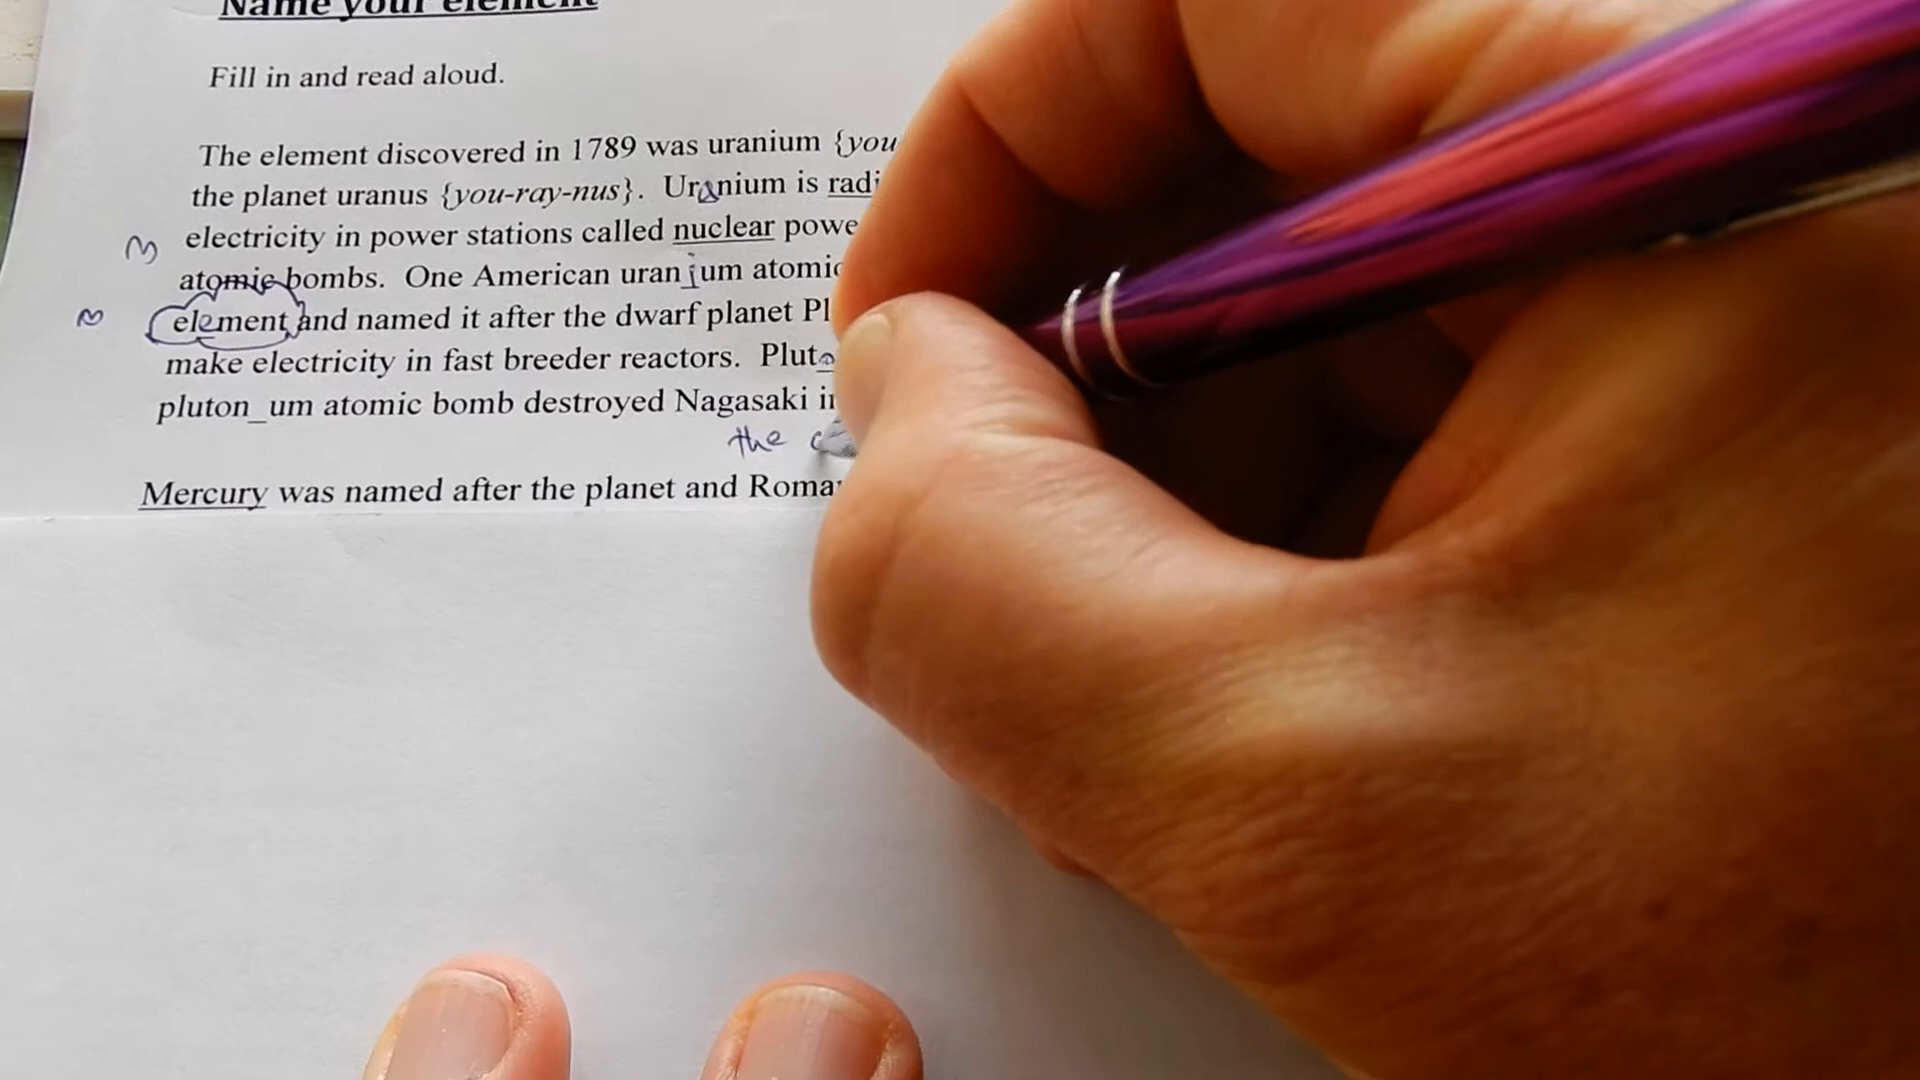 Name your element
Fill in and read aloud.
The element discovered in 1789 was uranium {you
the planet uranus {you-ray-nus}. Uranium is radi
electricity in power stations called nuclear powe
atomic bombs. One American uranium atomic
element and named it after the dwarf planet Pl
make electricity in fast breeder reactors. Pluto
pluton_um atomic bomb destroyed Nagasaki in
the
Mercury was named after the planet and Roma